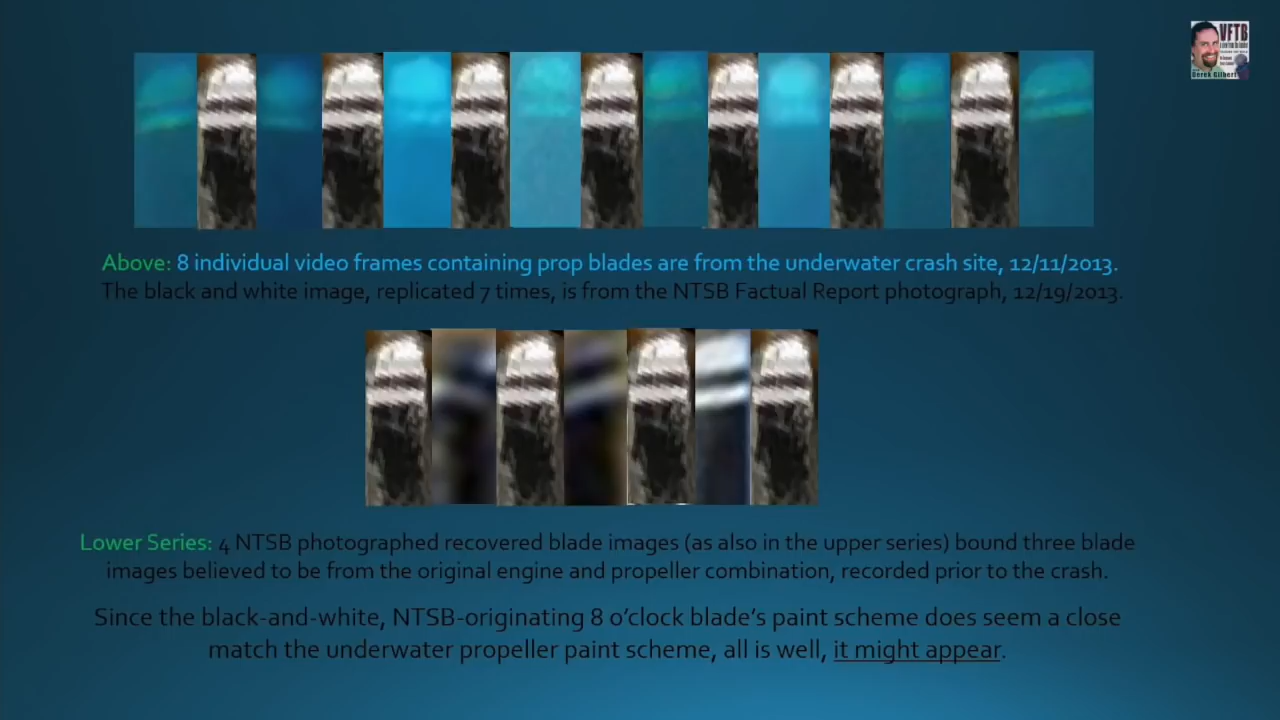 VFTB
Derek Gilbert
Above: 8 individual video frames containing prop blades are from the underwater crash site, 12/11/2013.
The black and white image, replicated 7 times, is from the NTSB Factual Report photograph, 12/19/2013.
Lower Series: 4 NTSB photographed recovered blade images (as also in the upper series) bound three blade
images believed to be from the original engine and propeller combination, recorded prior to the crash.
Since the black-and-white, NTSB-originating 8 o’clock blade’s paint scheme does seem a close
match the underwater propeller paint scheme, all is well, it might appear.